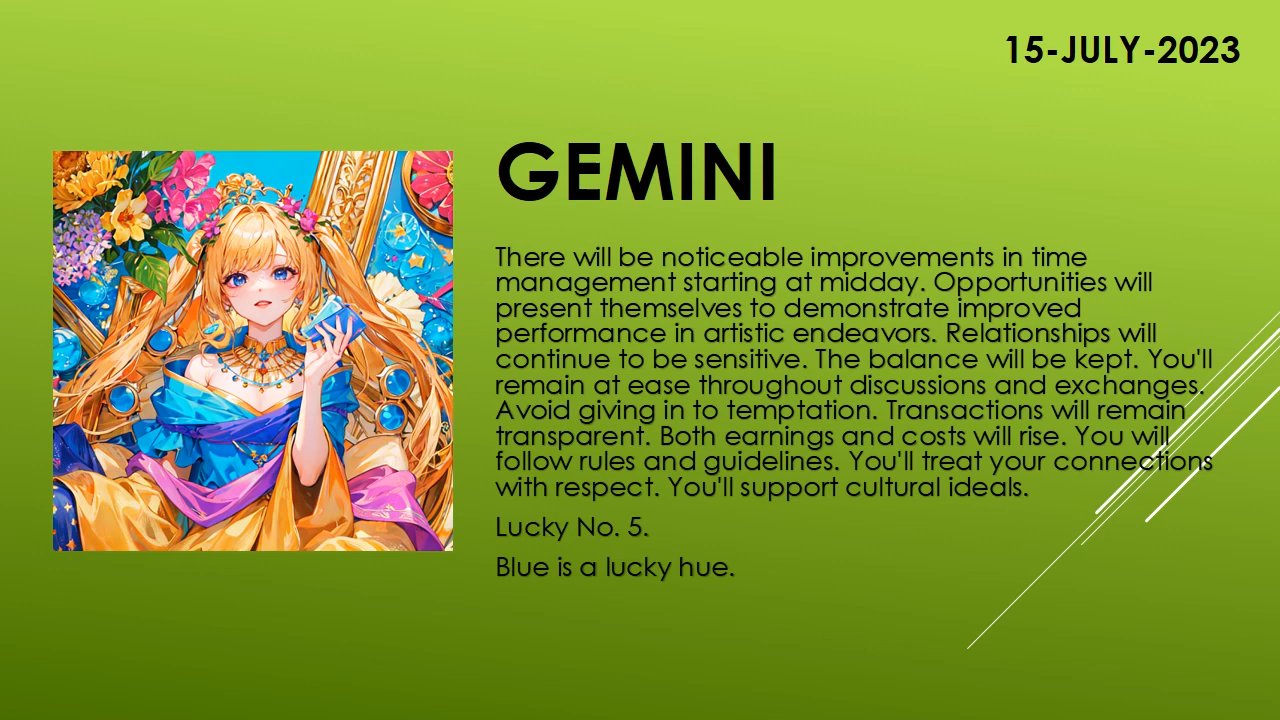 15-JULY-2023
GEMINI
There will be noticeable improvements in time
management starting at midday. Opportunities will
present themselves to demonstrate improved
performance in artistic endeavors. Relationships will
continue to be sensitive. The balance will be kept. You'll
remain at ease throughout discussions and exchanges.
Avoid giving in to temptation. Transactions will remain
transparent. Both earnings and costs will rise. You will
follow rules and guidelines. You'll treat your connections
with respect. You'll support cultural ideals.
Lucky No. 5.
Blue is a lucky hue.